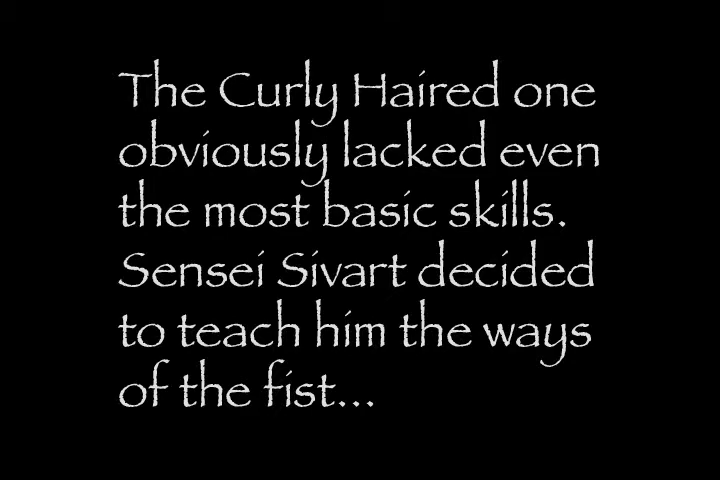 The Curly Haired one
obviously lacked even
the most basic skills.
Sensei Sivart decided
to teach him the ways
of the fist...